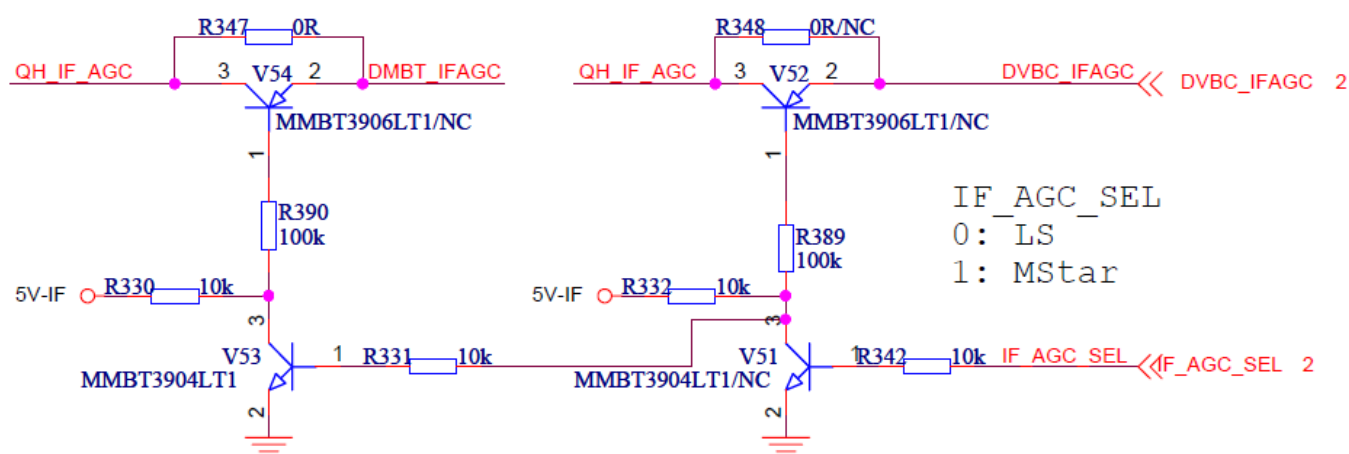 R347 0R
R348 0R/NC
QH_IF_AGC 3 V54 2 DMBT_IFAGC
QH_IF_AGC 3 V52 2 DVBC_IFAGC DVBC_IFAGC 2
MMBT3906LT1/NC
MMBT3906LT1/NC
1
1
IF_AGC_SEL
0: LS
1: MStar
R390
100k
R389
100k
5V-IF R330 10k
5V-IF R332 10k
3
3
V53 1 R331 10k
V51 1 R342 10k IF_AGC_SEL IF_AGC_SEL 2
MMBT3904LT1
MMBT3904LT1/NC
2
2